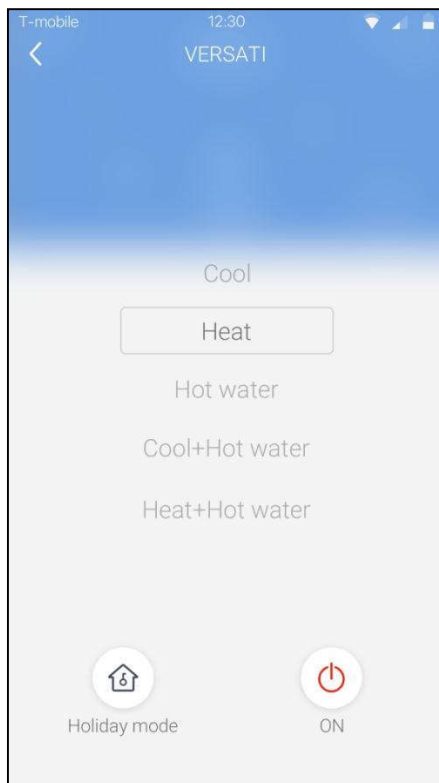 T-mobile 12:30
VERSATI
Cool
Heat
Hot water
Cool+Hot water
Heat+Hot water
Holiday mode ON